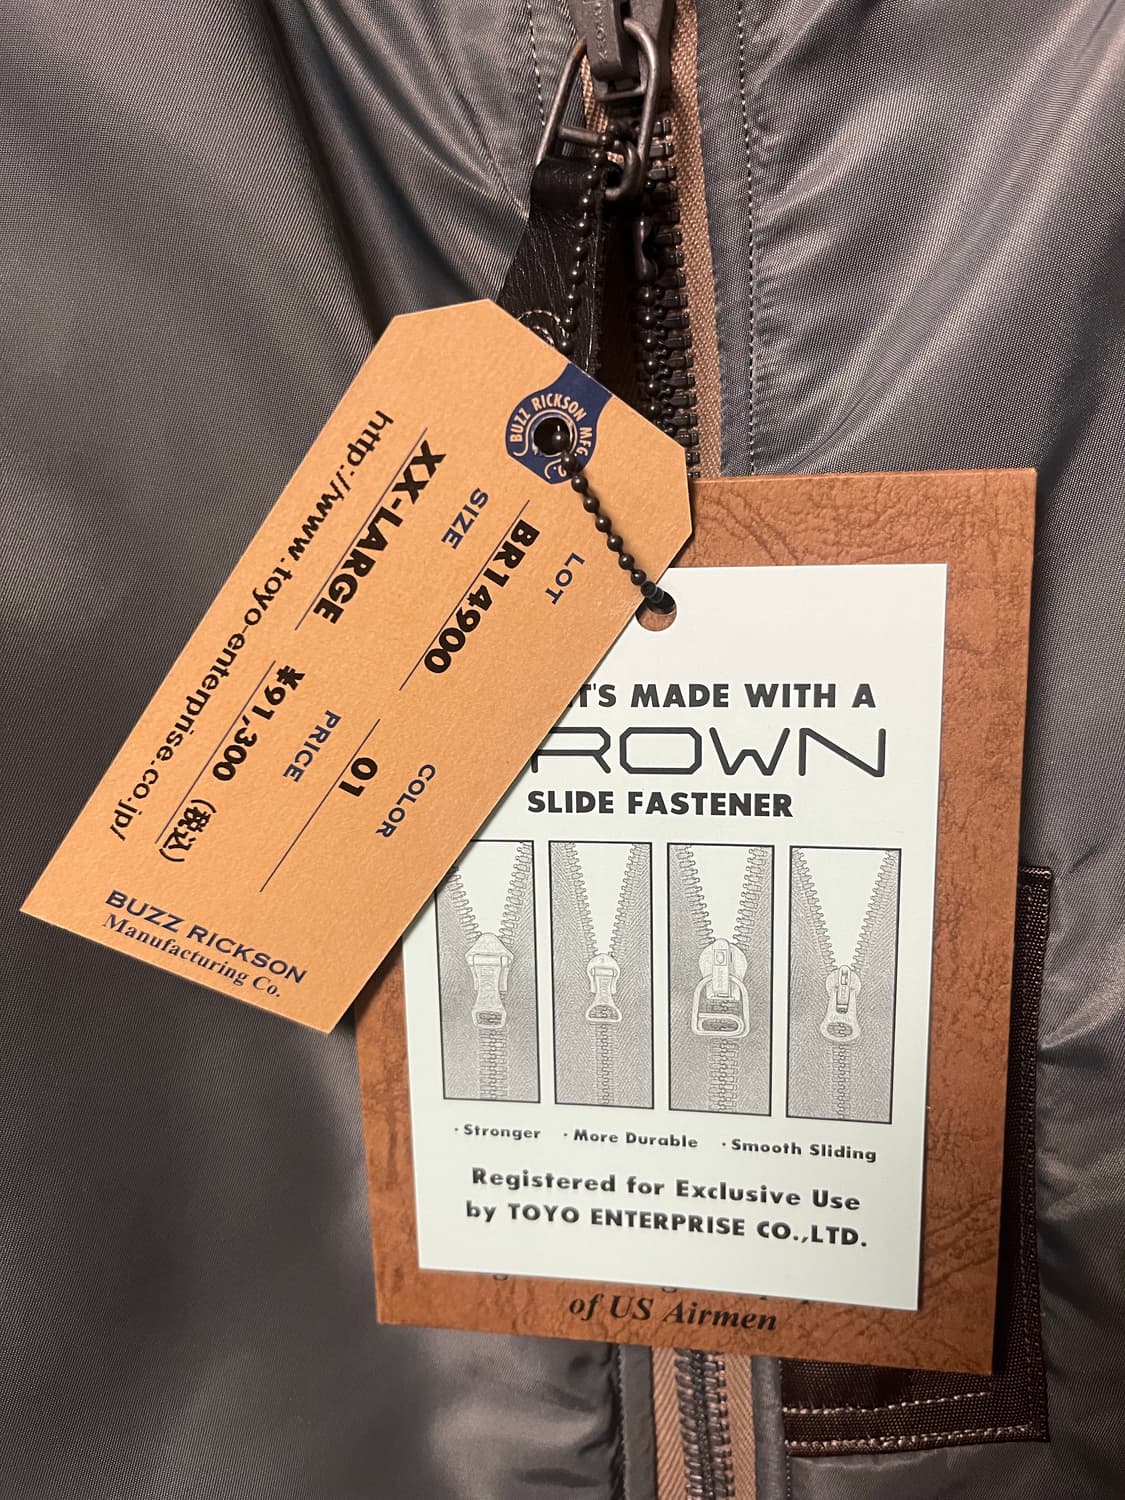 BUZZ RICKSON MFG.
LOT
BR14900
COLOR
01
SIZE
XX-LARGE
PRICE
¥91,300 (税込)
http://www.toyo-enterprise.co.jp/
BUZZ RICKSON
Manufacturing Co.
T'S MADE WITH A
ROWN
SLIDE FASTENER
・Stronger ・More Durable ・Smooth Sliding
Registered for Exclusive Use
by TOYO ENTERPRISE CO.,LTD.
of US Airmen